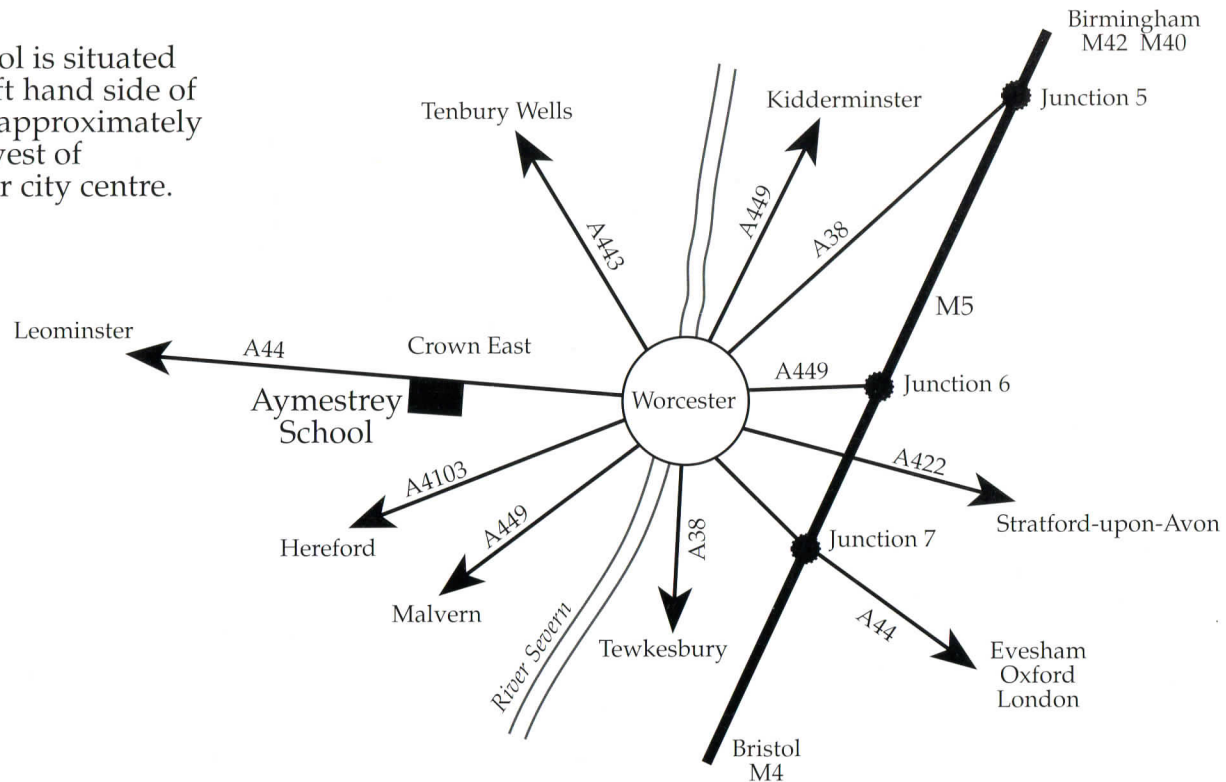 ol is situated
ft hand side of
approximately
vest of
r city centre.
Birmingham
M42 M40
Junction 5
Kidderminster
Tenbury Wells
A449
A38
A443
M5
Leominster
A44
Crown East
Aymestrey
School
Worcester
A449
Junction 6
A4103
A422
Hereford
A449
A38
Stratford-upon-Avon
Junction 7
Malvern
River Severn
Tewkesbury
A44
Evesham
Oxford
London
Bristol
M4